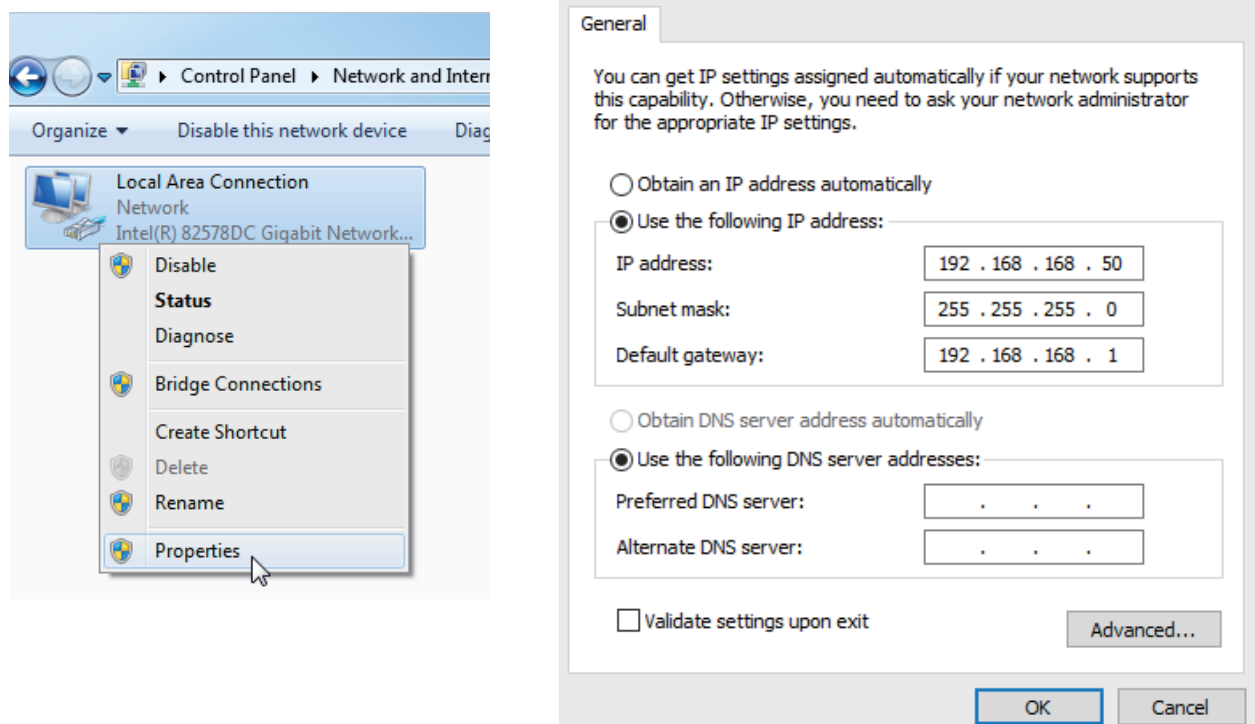 Control Panel Network and Interr
Organize Disable this network device Diag
Local Area Connection
Network
Intel(R) 82578DC Gigabit Network...
Disable
Status
Diagnose
Bridge Connections
Create Shortcut
Delete
Rename
Properties
General
You can get IP settings assigned automatically if your network supports
this capability. Otherwise, you need to ask your network administrator
for the appropriate IP settings.
Obtain an IP address automatically
Use the following IP address:
IP address: 192 . 168 . 168 . 50
Subnet mask: 255 . 255 . 255 . 0
Default gateway: 192 . 168 . 168 . 1
Obtain DNS server address automatically
Use the following DNS server addresses:
Preferred DNS server: . . .
Alternate DNS server: . . .
Validate settings upon exit
Advanced...
OK Cancel